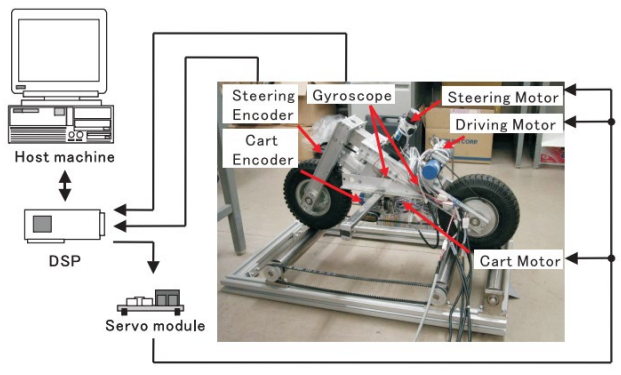 Steering Encoder
Gyroscope
Steering Motor
Driving Motor
Cart Encoder
Host machine
DSP
Cart Motor
Servo module